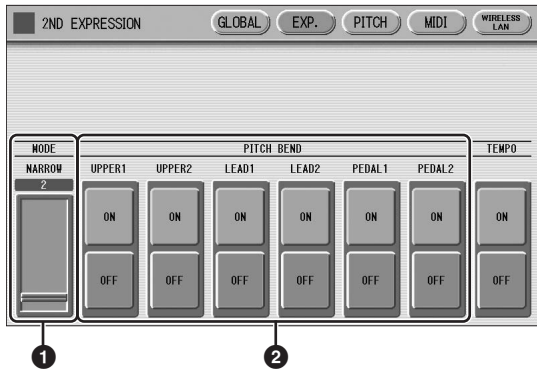 2ND EXPRESSION GLOBAL EXP. PITCH MIDI WIRELESS LAN
MODE PITCH BEND TEMPO
NARROW UPPER1 UPPER2 LEAD1 LEAD2 PEDAL1 PEDAL2
2
ON ON ON ON ON ON ON
OFF OFF OFF OFF OFF OFF OFF
1 2